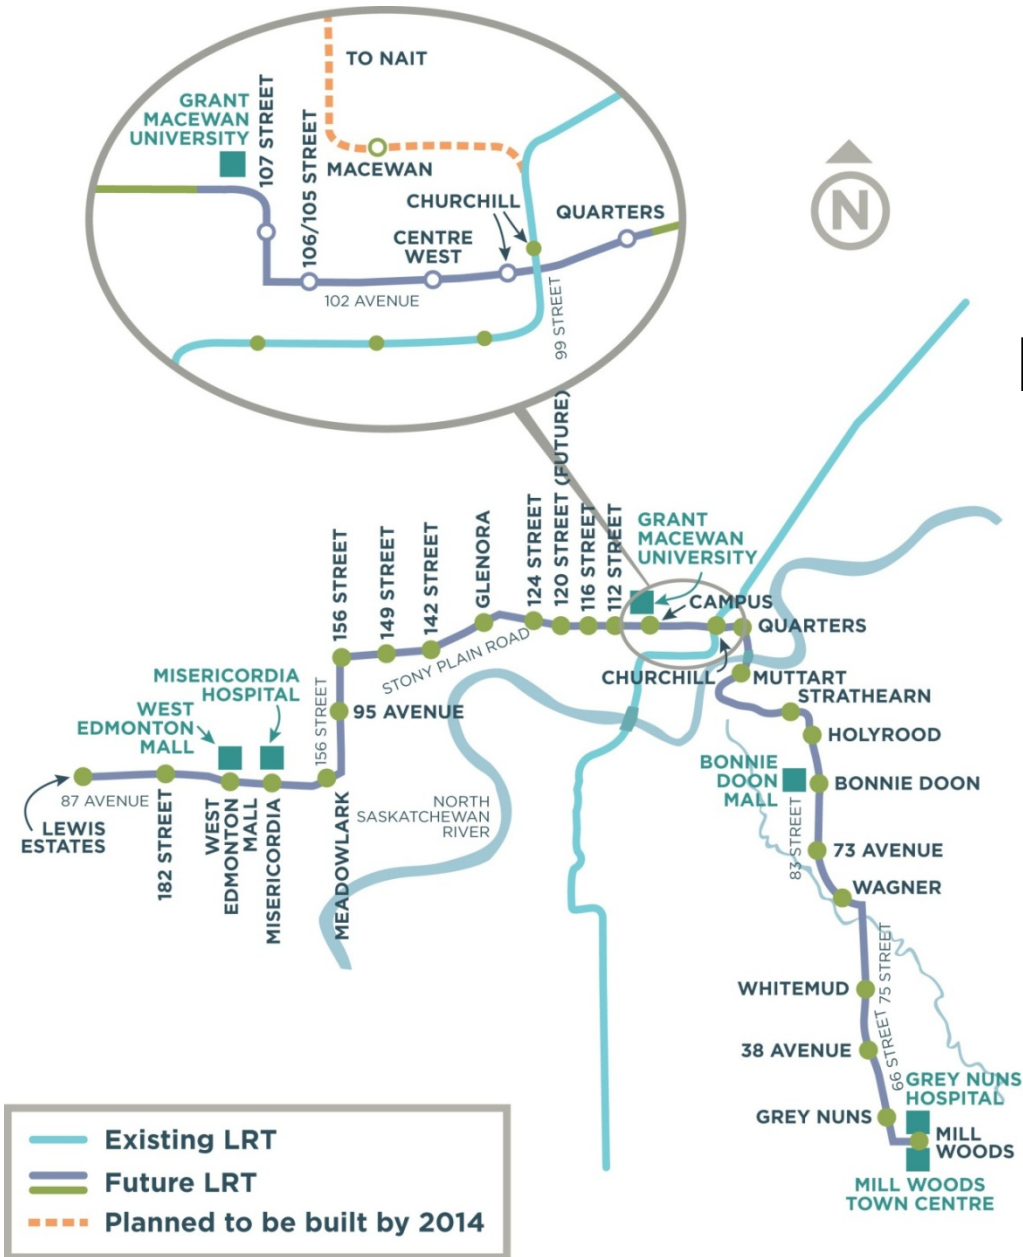 TO NAIT
GRANT
MACEWAN
UNIVERSITY
107 STREET
106/105 STREET
MACEWAN
CHURCHILL
CENTRE
WEST
QUARTERS
102 AVENUE
99 STREET
N
156 STREET
149 STREET
142 STREET
GLENORA
124 STREET
120 STREET (FUTURE)
116 STREET
112 STREET
GRANT
MACEWAN
UNIVERSITY
CAMPUS
QUARTERS
CHURCHILL
STONY PLAIN ROAD
MUTTART
STRATHEARN
MISERICORDIA
HOSPITAL
WEST
EDMONTON
MALL
156 STREET
95 AVENUE
HOLYROOD
BONNIE
DOON
MALL
BONNIE DOON
87 AVENUE
LEWIS
ESTATES
182 STREET
WEST
EDMONTON
MALL
MISERICORDIA
MEADOWLARK
NORTH
SASKATCHEWAN
RIVER
83 STREET
73 AVENUE
WAGNER
75 STREET
WHITEMUD
38 AVENUE
66 STREET
GREY NUNS
HOSPITAL
GREY NUNS
MILL
WOODS
MILL WOODS
TOWN CENTRE
Existing LRT
Future LRT
Planned to be built by 2014